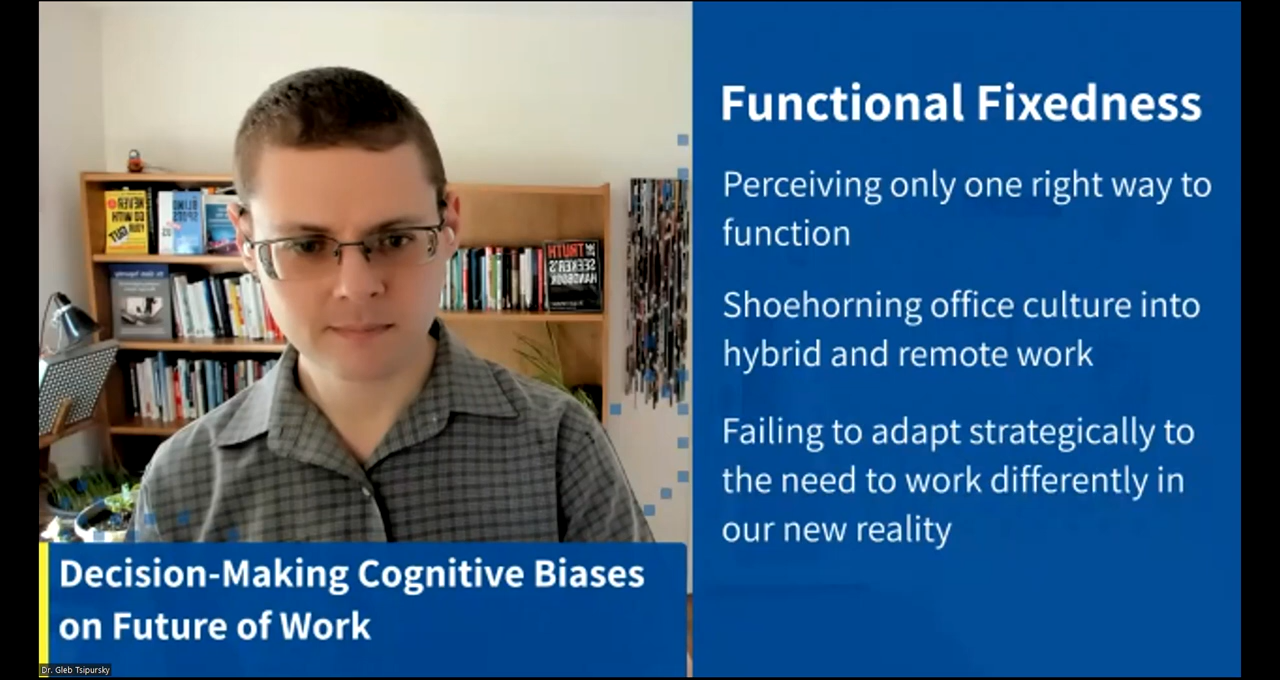 Functional Fixedness
Perceiving only one right way to
function
Shoehorning office culture into
hybrid and remote work
Failing to adapt strategically to
the need to work differently in
our new reality
NEVER
GO WITH
YOUR
GUT
BLIND
SPOTS
TRUTH
SEEKER'S
HANDBOOK
Decision-Making Cognitive Biases
on Future of Work
Dr. Gleb Tsipursky